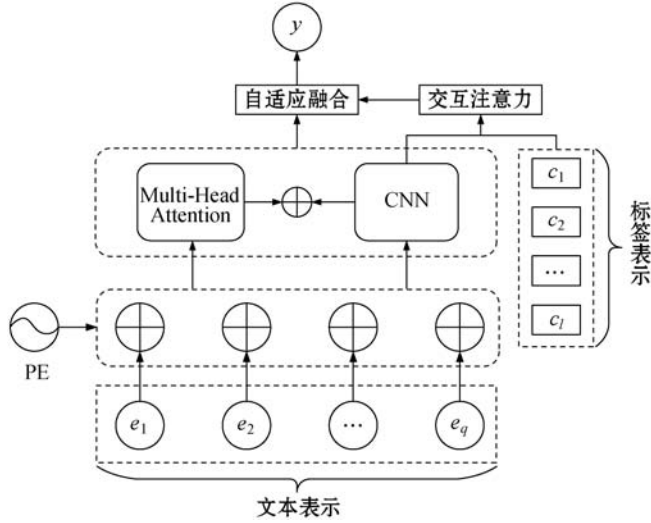 y
自适应融合
交互注意力
Multi-Head
Attention
CNN
c1
c2
…
cl
标签表示
PE
e1
e2
…
eq
文本表示